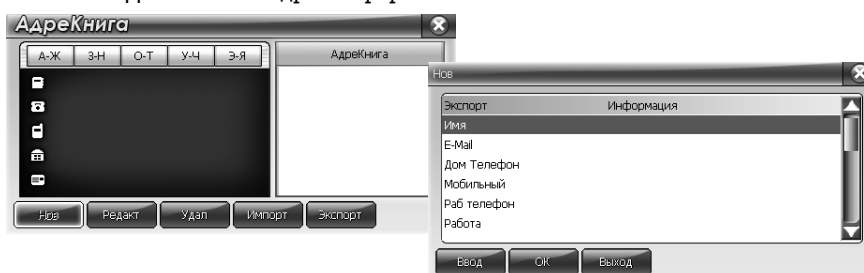 АдреКнига
А-Ж З-Н О-Т У-Ч Э-Я АдреКнига
Нов Редакт Удал Импорт Экспорт
Нов
Экспорт Информация
Имя
E-Mail
Дом Телефон
Мобильный
Раб телефон
Работа
Ввод ОК Выход